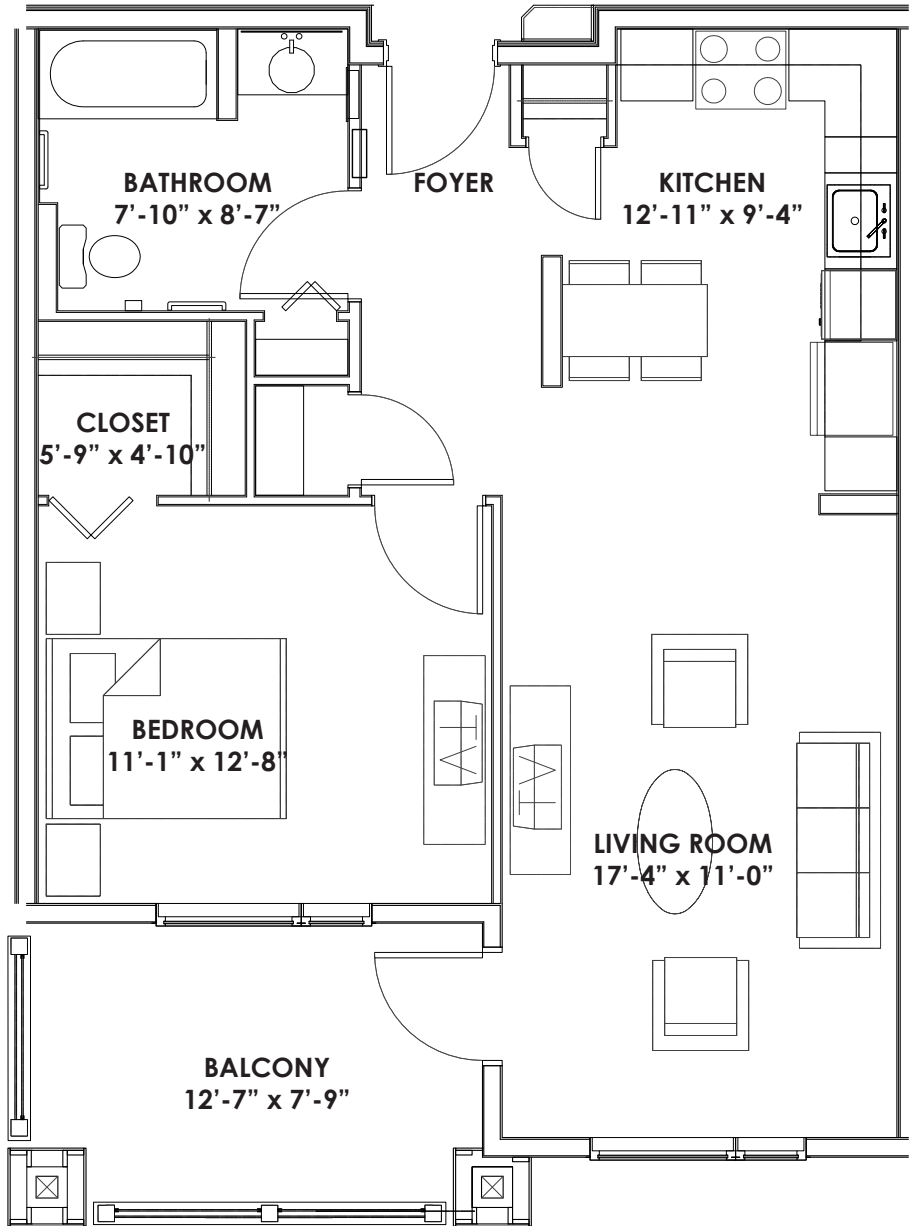 BATHROOM
7’-10” x 8’-7”
FOYER
KITCHEN
12’-11” x 9’-4”
CLOSET
5’-9” x 4’-10”
BEDROOM
11’-1” x 12’-8”
TV
TV
LIVING ROOM
17’-4” x 11’-0”
BALCONY
12’-7” x 7’-9”